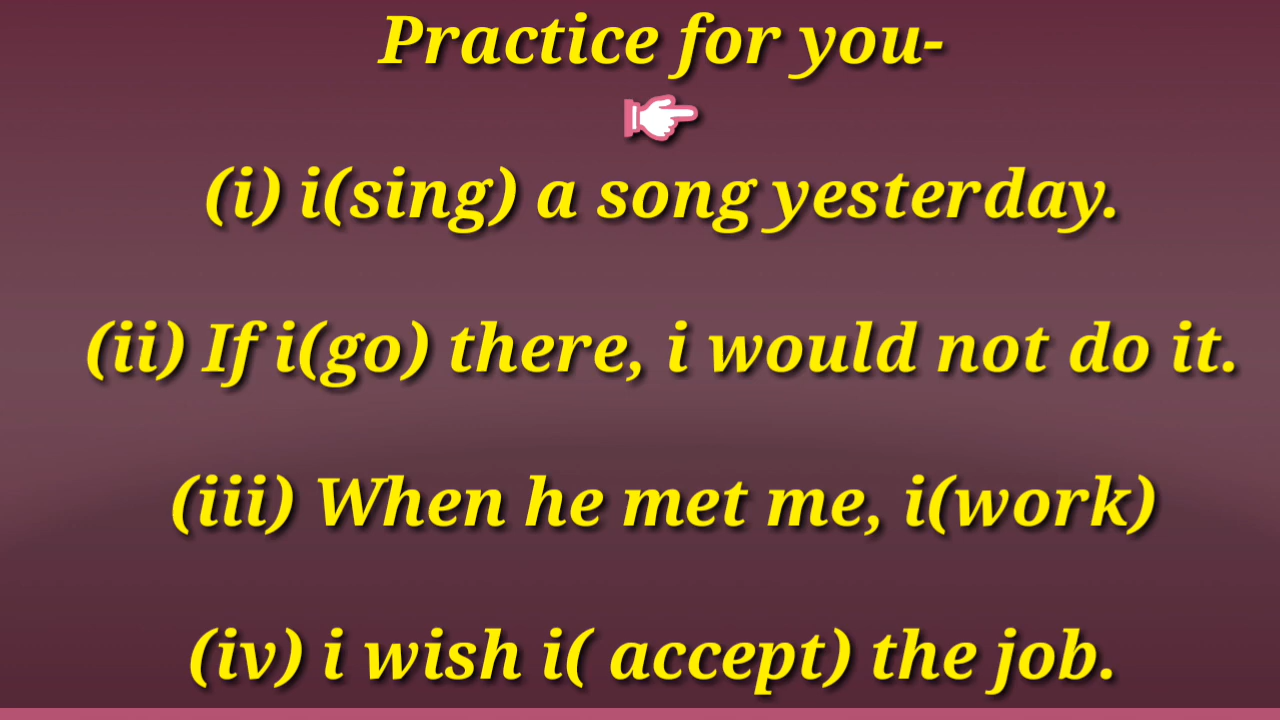 Practice for you-
(i) i(sing) a song yesterday.
(ii) If i(go) there, i would not do it.
(iii) When he met me, i(work)
(iv) i wish i( accept) the job.